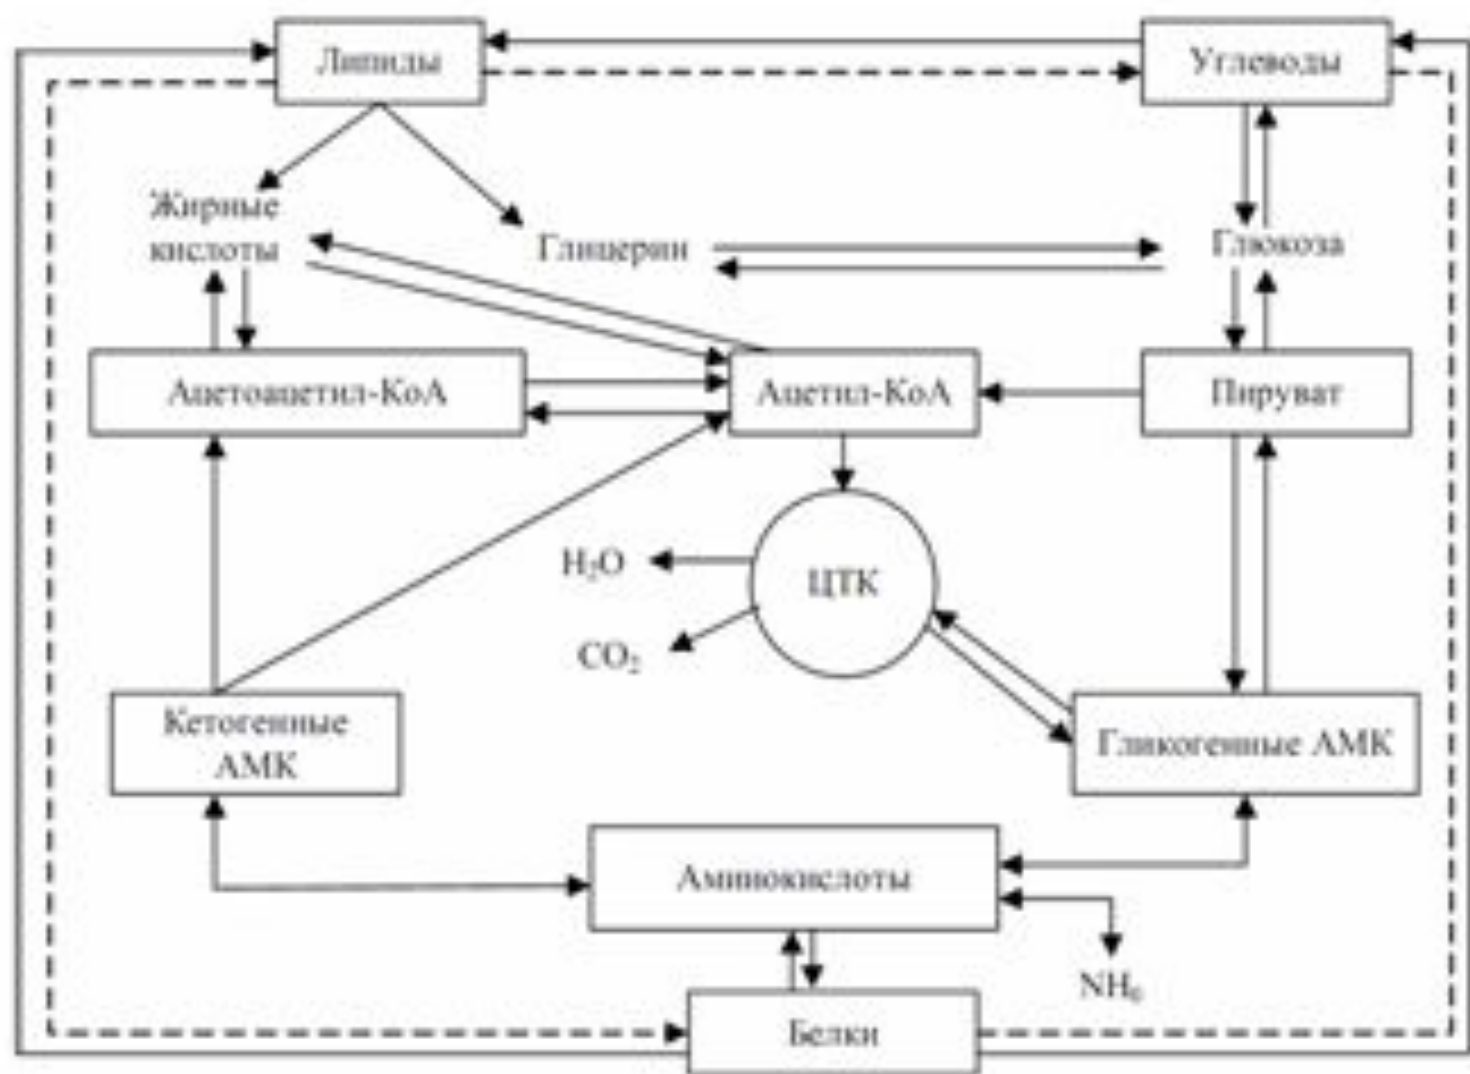 Липиды
Углеводы
Жирные
кислоты
Глицерин
Глюкоза
Ацетоацетил-КоА
Ацетил-КоА
Пируват
H₂O
ЦТК
CO₂
Кетогенные
АМК
Гликогенные АМК
Аминокислоты
Белки